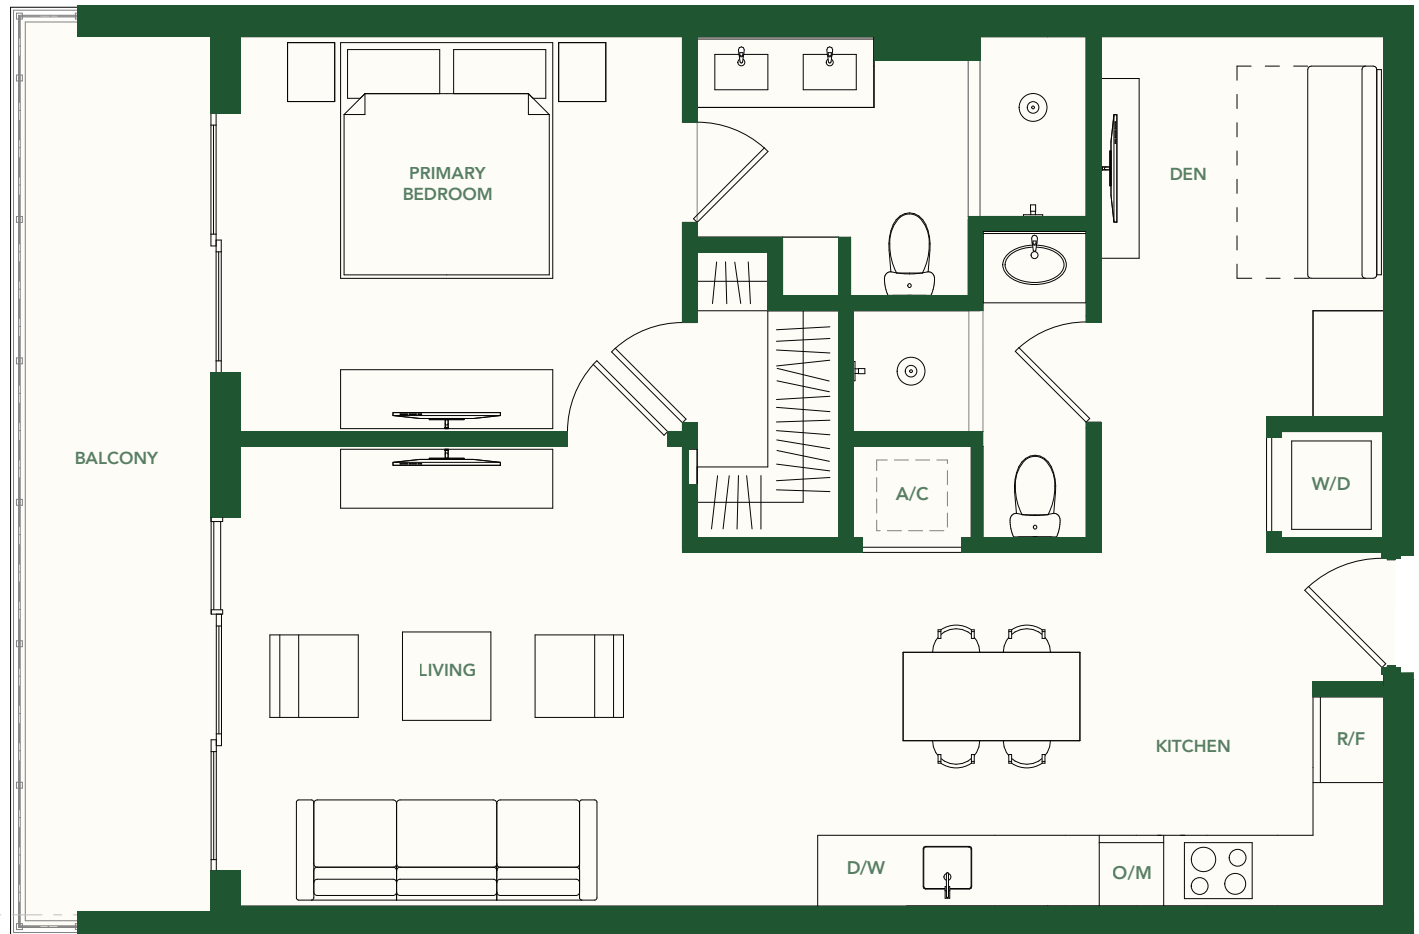 PRIMARY
BEDROOM
DEN
BALCONY
A/C
W/D
LIVING
KITCHEN
R/F
D/W
O/M